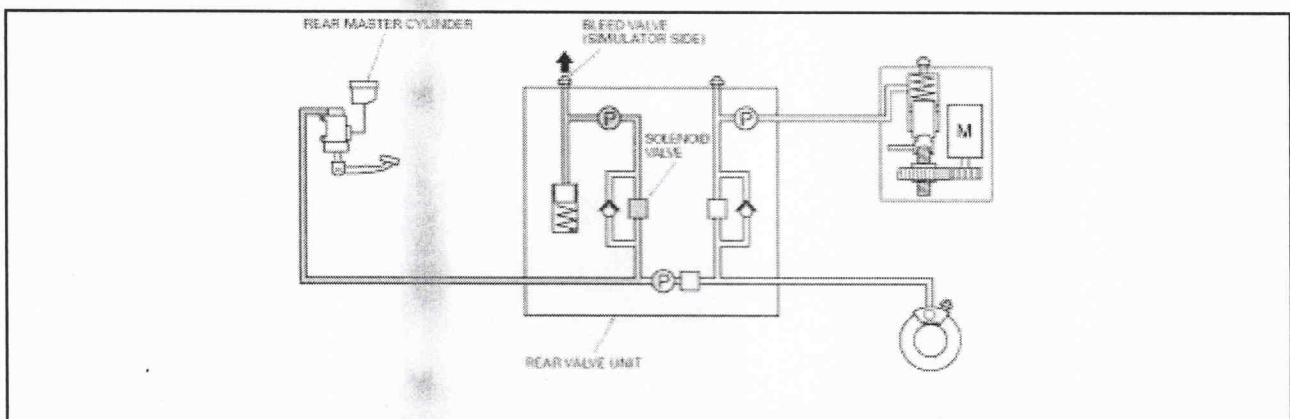 REAR MASTER CYLINDER
BLEED VALVE
(SIMULATOR SIDE)
P
P
SOLENOID
VALVE
M
P
REAR VALVE UNIT